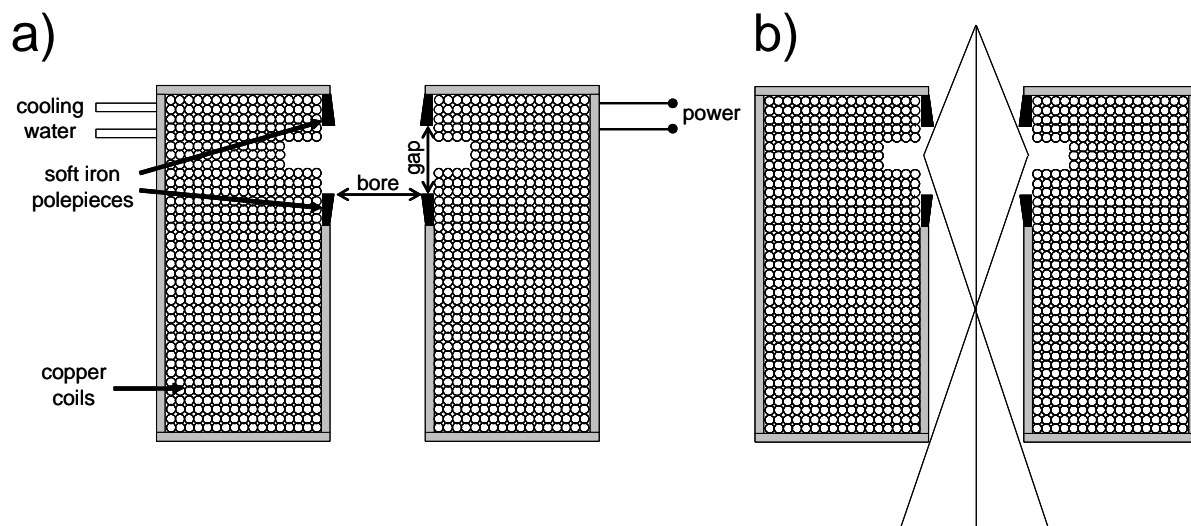 a)
b)
cooling
water
power
soft iron
polepieces
gap
bore
copper
coils